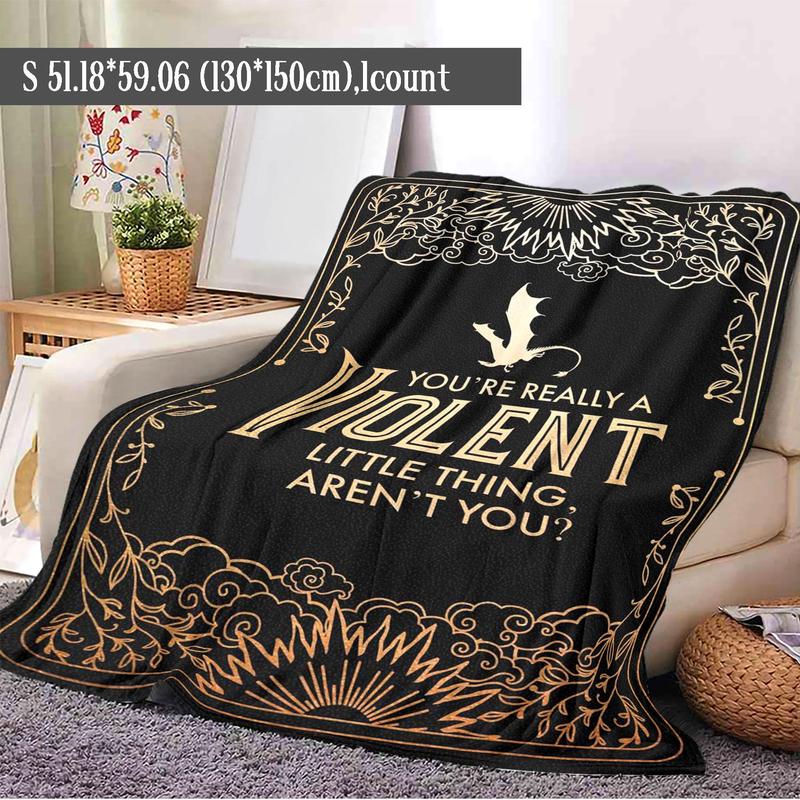 S 51.18*59.06 (130*150cm),1count
YOU'RE REALLY A
VIOLENT
LITTLE THING,
AREN'T YOU?